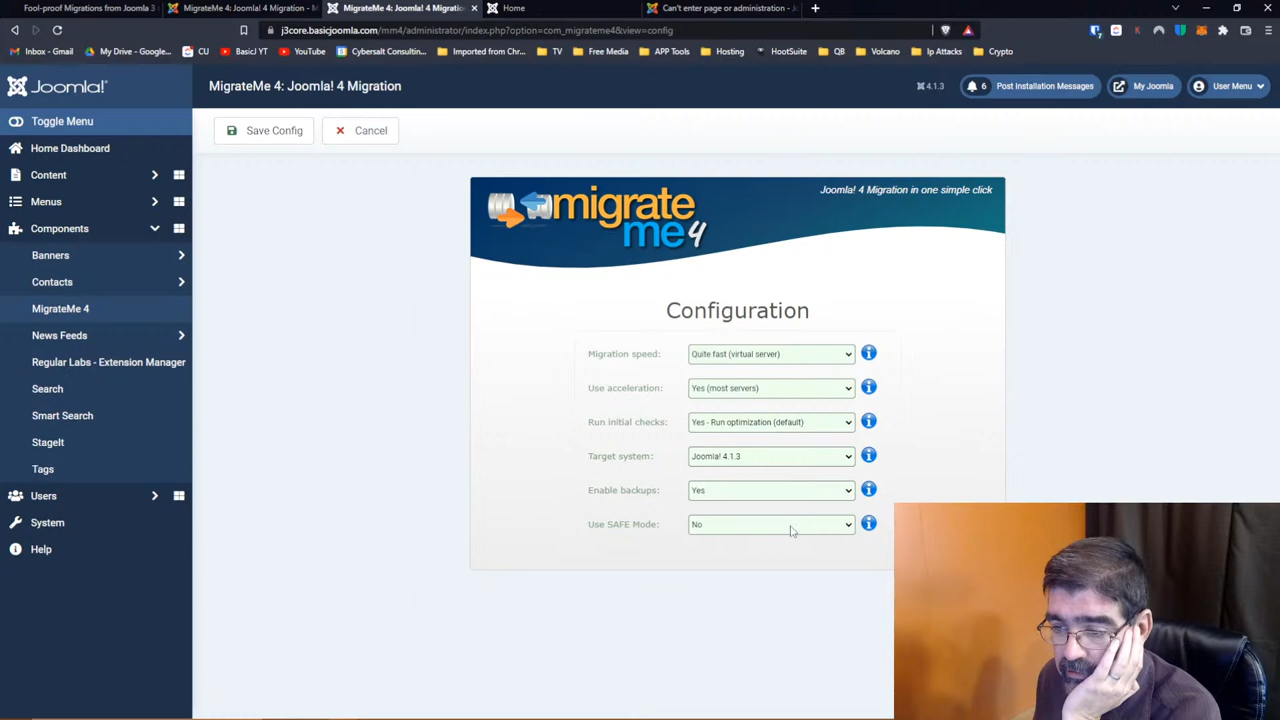 Fool-proof Migrations from Joomla 3
MigrateMe 4: Joomla! 4 Migration - M
MigrateMe 4: Joomla! 4 Migration
Home
Can't enter page or administration - Jo
j3core.basicjoomla.com/mm4/administrator/index.php?option=com_migrateme4&view=config
Inbox - Gmail
My Drive - Google...
CU
Basicj YT
YouTube
Cybersalt Consultin...
Imported from Chr...
TV
Free Media
APP Tools
Hosting
HootSuite
QB
Volcano
Ip Attacks
Crypto
Joomla!
MigrateMe 4: Joomla! 4 Migration
4.1.3
6
Post Installation Messages
My Joomla
User Menu
Toggle Menu
Save Config
Cancel
Home Dashboard
Content
Menus
Components
Banners
Contacts
MigrateMe 4
News Feeds
Regular Labs - Extension Manager
Search
Smart Search
StageIt
Tags
Users
System
Help
Joomla! 4 Migration in one simple click
migrate
me4
Configuration
Migration speed: Quite fast (virtual server)
Use acceleration: Yes (most servers)
Run initial checks: Yes - Run optimization (default)
Target system: Joomla! 4.1.3
Enable backups: Yes
Use SAFE Mode: No